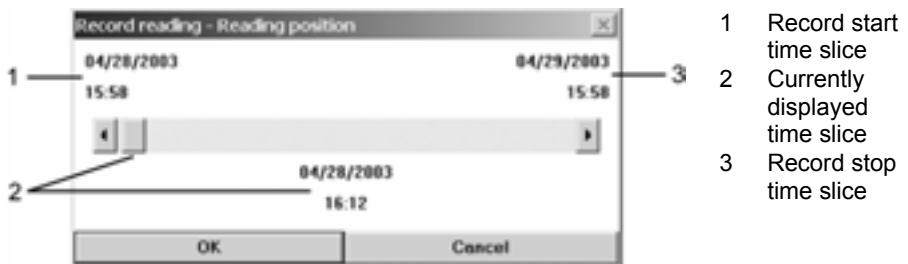 Record reading - Reading position
04/28/2003
04/29/2003
1
3
15:58
15:58
2
04/28/2003
16:12
OK
Cancel
1 Record start
time slice
2 Currently
displayed
time slice
3 Record stop
time slice